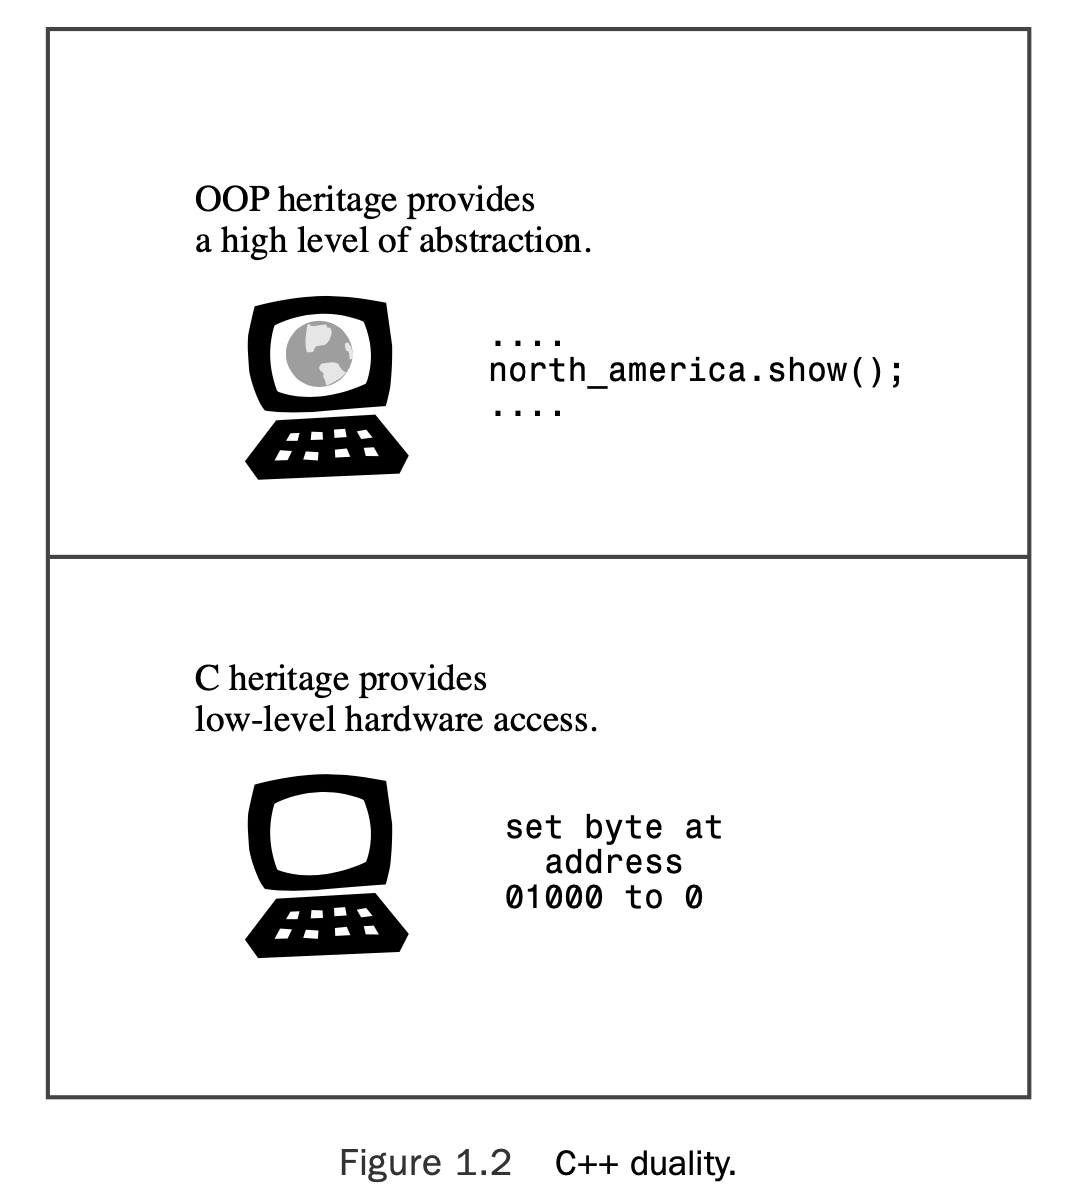 OOP heritage provides
a high level of abstraction.
....
north_america.show();
....
C heritage provides
low-level hardware access.
set byte at
address
01000 to 0
Figure 1.2 C++ duality.